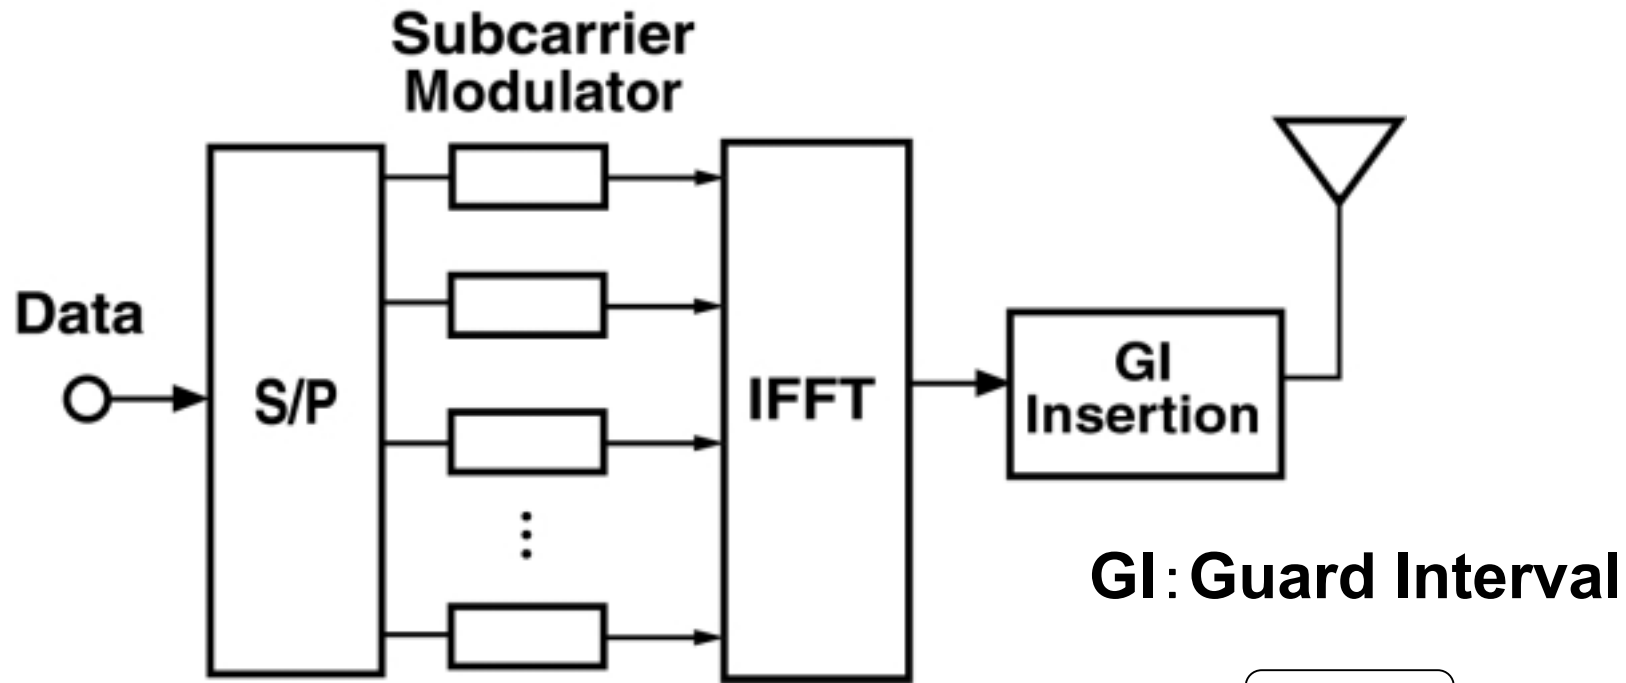 Subcarrier
Modulator
Data
S/P
IFFT
GI
Insertion
GI:Guard Interval